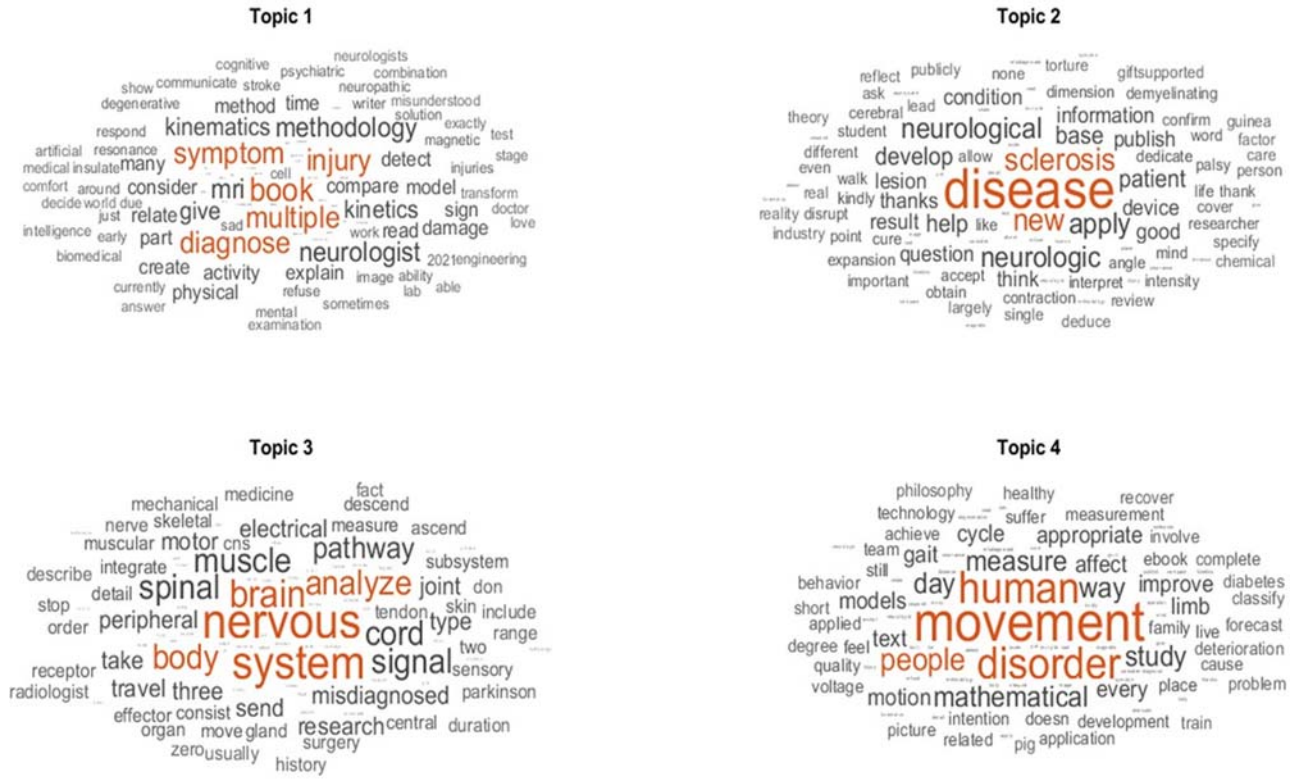 Topic 1
neurologists
cognitive
psychiatric combination
show communicate stroke neuropathic
degenerative method time writer misunderstood
solution
respond kinematics methodology exactly
magnetic test
artificial resonance symptom injury detect stage
medical insulate many cell injuries
comfort around consider mri book compare model transform
decide world due
just relate give multiple kinetics sign doctor
intelligence early sad work read damage love
part diagnose
biomedical neurologist 2021 engineering
create activity explain image ability
currently physical refuse lab able
answer sometimes
mental
examination
Topic 2
reflect publicly none torture giftsupported
ask condition dimension demyelinating
theory cerebral lead information confirm guinea
student neurological base publish word factor
different develop allow sclerosis dedicate care
even palsy person
walk lesion disease patient
real kindly thanks life thank
reality disrupt device cover
result help like new apply good researcher
industry point cure specify
expansion question neurologic angle mind chemical
important accept think interpret intensity
obtain contraction review
largely single deduce
Topic 3
mechanical medicine fact
descend
nerve skeletal electrical measure ascend
muscular motor cns pathway
integrate muscle subsystem
describe detail spinal brain analyze joint don
stop tendon skin include
order peripheral nervous cord type range
two
receptor take body system signal sensory
radiologist travel three misdiagnosed parkinson
effector consist send
organ move gland research central duration
zero usually surgery
history
Topic 4
philosophy healthy recover
technology suffer measurement
achieve cycle appropriate involve
team gait measure affect ebook complete
still
behavior day human way improve diabetes
short models limb classify
applied movement family live forecast
degree feel text deterioration
quality people disorder study cause
voltage motion mathematical every place problem
picture intention doesn development train
related pig application